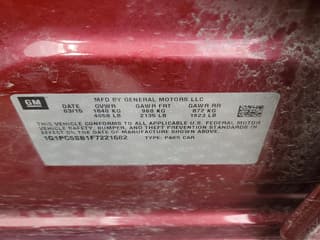 GM
MFD BY GENERAL MOTORS LLC
DATE GVWR GAWR FRT GAWR RR
03/15 1840 KG 968 KG 872 KG
4056 LB 2135 LB 1923 LB
THIS VEHICLE CONFORMS TO ALL APPLICABLE U.S. FEDERAL MOTOR
VEHICLE SAFETY, BUMPER, AND THEFT PREVENTION STANDARDS
IN EFFECT ON THE DATE OF MANUFACTURE SHOWN ABOVE.
TYPE: PASS CAR